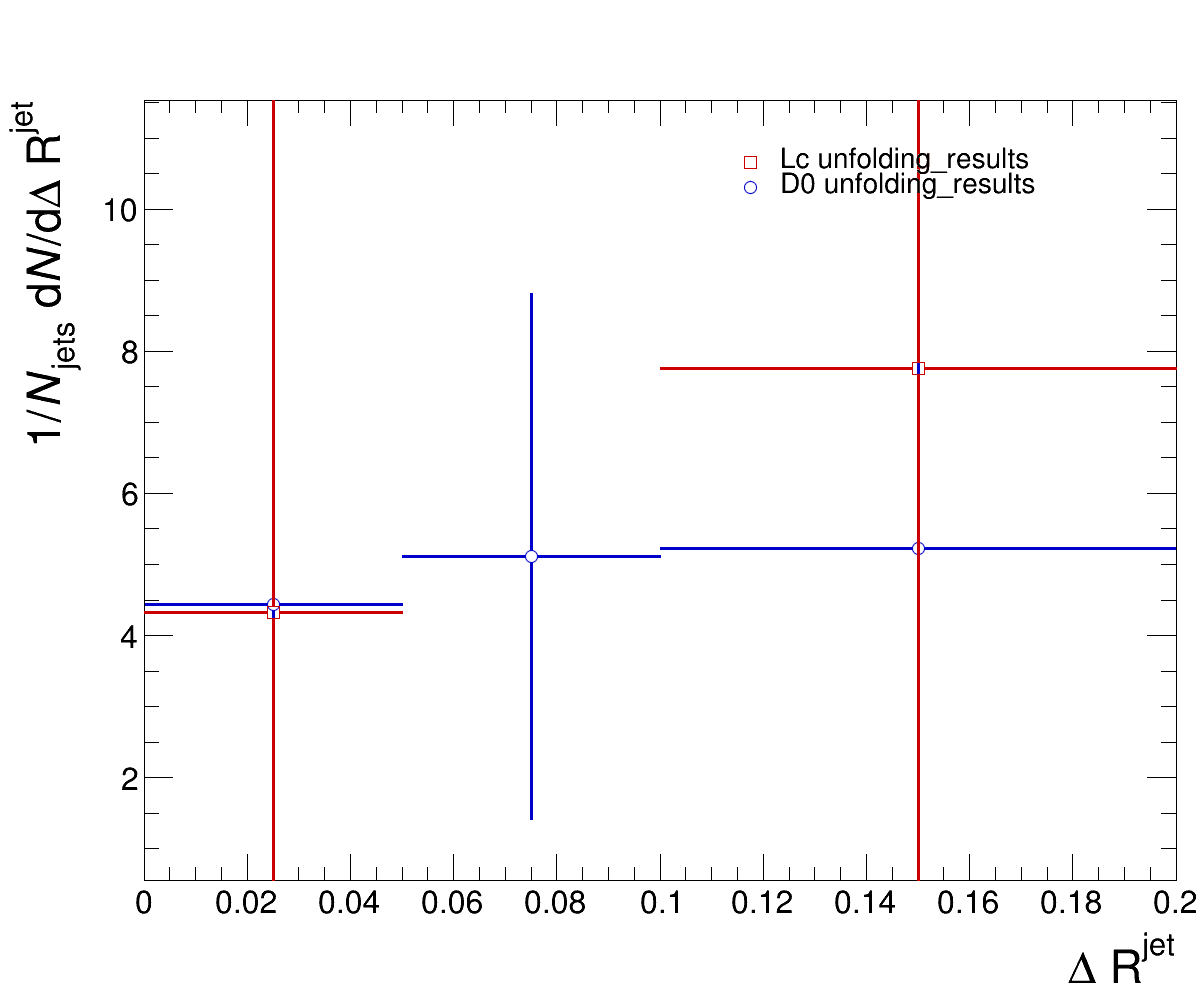 1/N_jets dN/dΔ R^jet
10
8
6
4
2
Lc unfolding_results
D0 unfolding_results
0 0.02 0.04 0.06 0.08 0.1 0.12 0.14 0.16 0.18 0.2
Δ R^jet